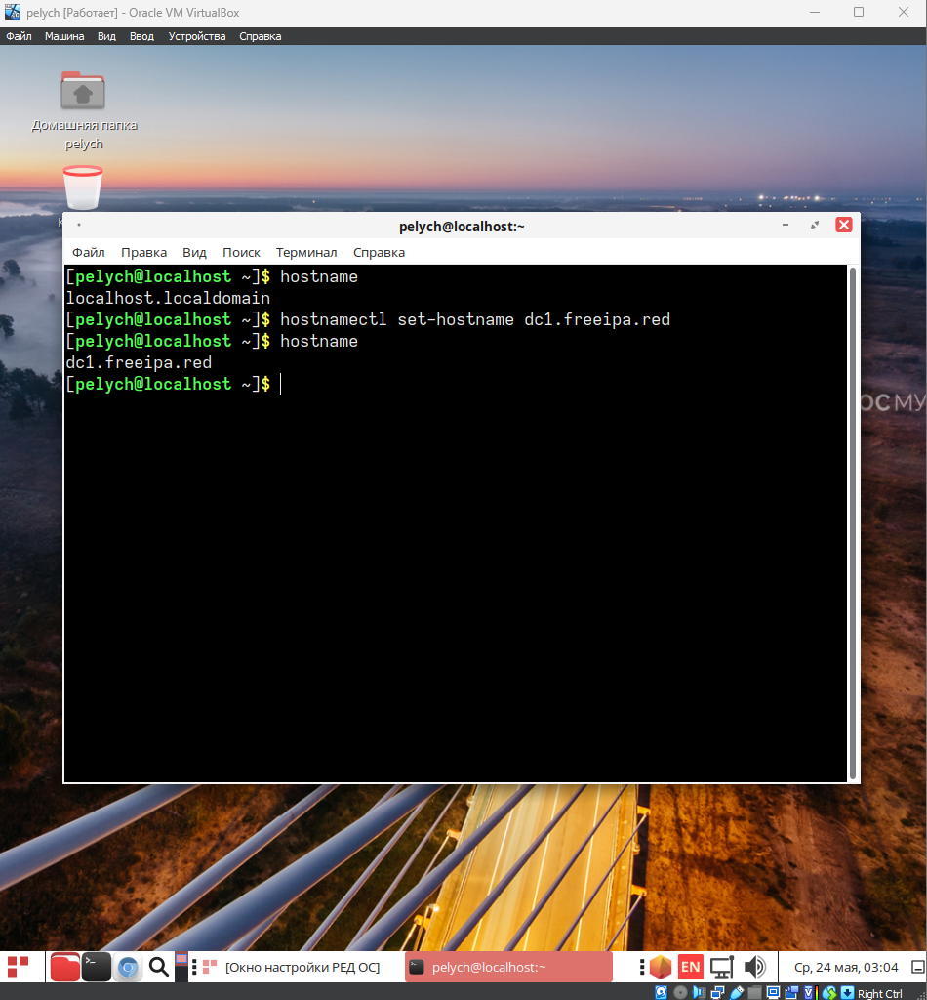 pelych [Работает] - Oracle VM VirtualBox
Файл Машина Вид Ввод Устройства Справка
Домашняя папка
pelych
pelych@localhost:~
Файл Правка Вид Поиск Терминал Справка
[pelych@localhost ~]$ hostname
localhost.localdomain
[pelych@localhost ~]$ hostnamectl set-hostname dc1.freeipa.red
[pelych@localhost ~]$ hostname
dc1.freeipa.red
[pelych@localhost ~]$
ОС МУ
[Окно настройки РЕД ОС] pelych@localhost:~ EN Ср, 24 мая, 03:04
Right Ctrl